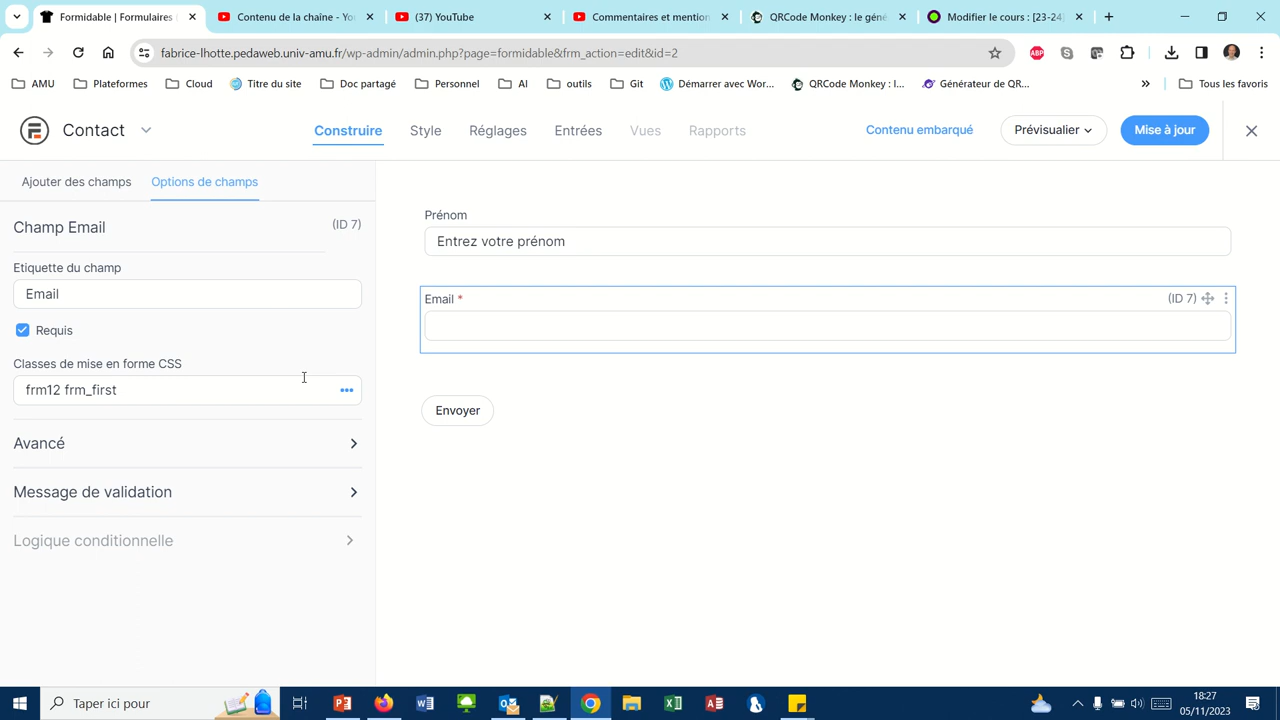 Formidable | Formulaires
Contenu de la chaîne - Yo
(37) YouTube
Commentaires et mention
QRCode Monkey : le géné
Modifier le cours : [23-24]
fabrice-lhotte.pedaweb.univ-amu.fr/wp-admin/admin.php?page=formidable&frm_action=edit&id=2
ABP
AMU
Plateformes
Cloud
Titre du site
Doc partagé
Personnel
AI
outils
Git
Démarrer avec Wor...
QRCode Monkey : l...
Générateur de QR...
Tous les favoris
Contact
Construire
Style
Réglages
Entrées
Vues
Rapports
Contenu embarqué
Prévisualier
Mise à jour
Ajouter des champs
Options de champs
Champ Email
(ID 7)
Etiquette du champ
Email
Requis
Classes de mise en forme CSS
frm12 frm_first
Avancé
Message de validation
Logique conditionnelle
Prénom
Entrez votre prénom
Email *
(ID 7)
Envoyer
Taper ici pour
18:27
05/11/2023